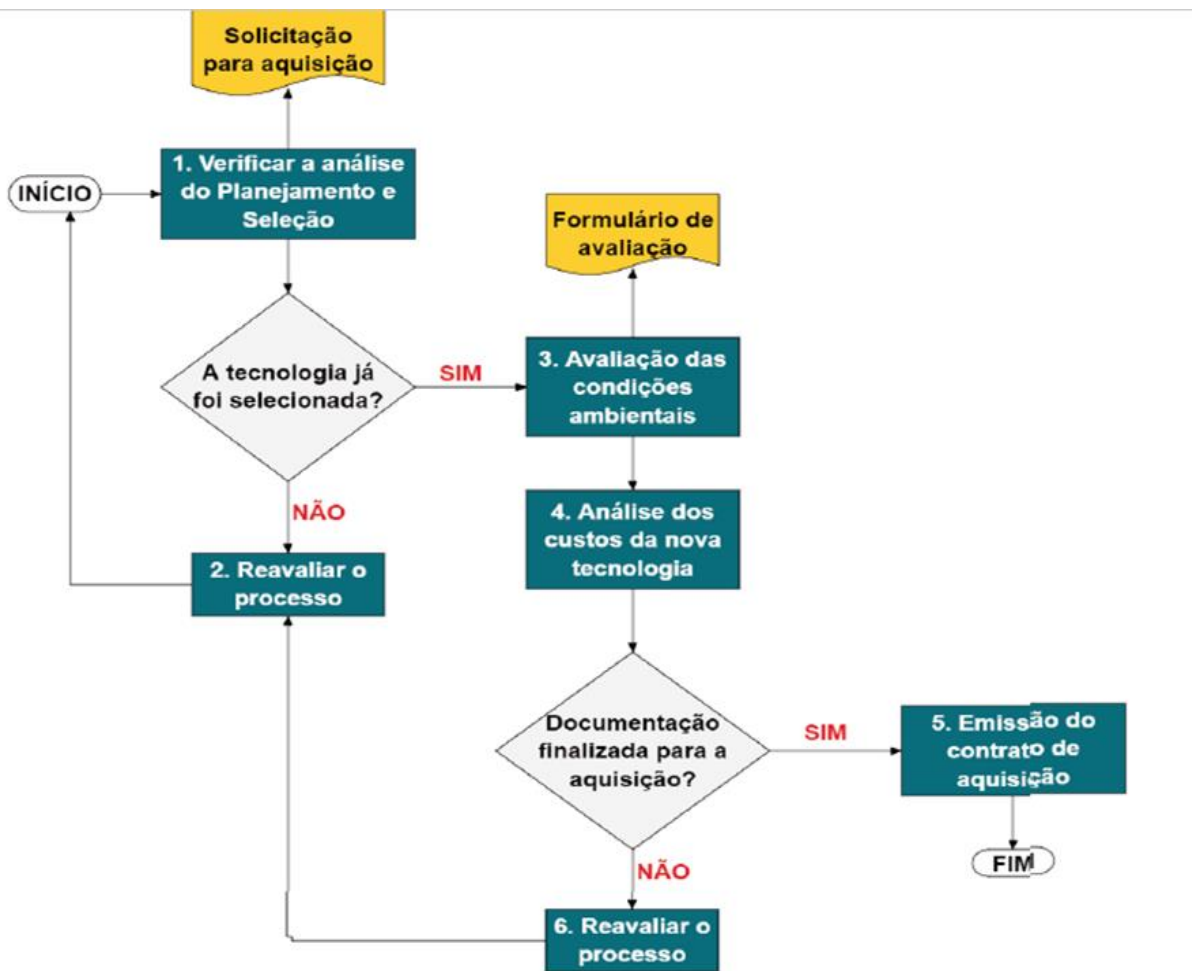 Solicitação
para aquisição
1. Verificar a análise
do Planejamento e
Seleção
INÍCIO
Formulário de
avaliação
A tecnologia já
foi selecionada?
SIM
3. Avaliação das
condições
ambientais
NÃO
4. Análise dos
custos da nova
tecnologia
2. Reavaliar o
processo
Documentação
finalizada para a
aquisição?
SIM
5. Emissão do
contrato de
aquisição
FIM
NÃO
6. Reavaliar o
processo